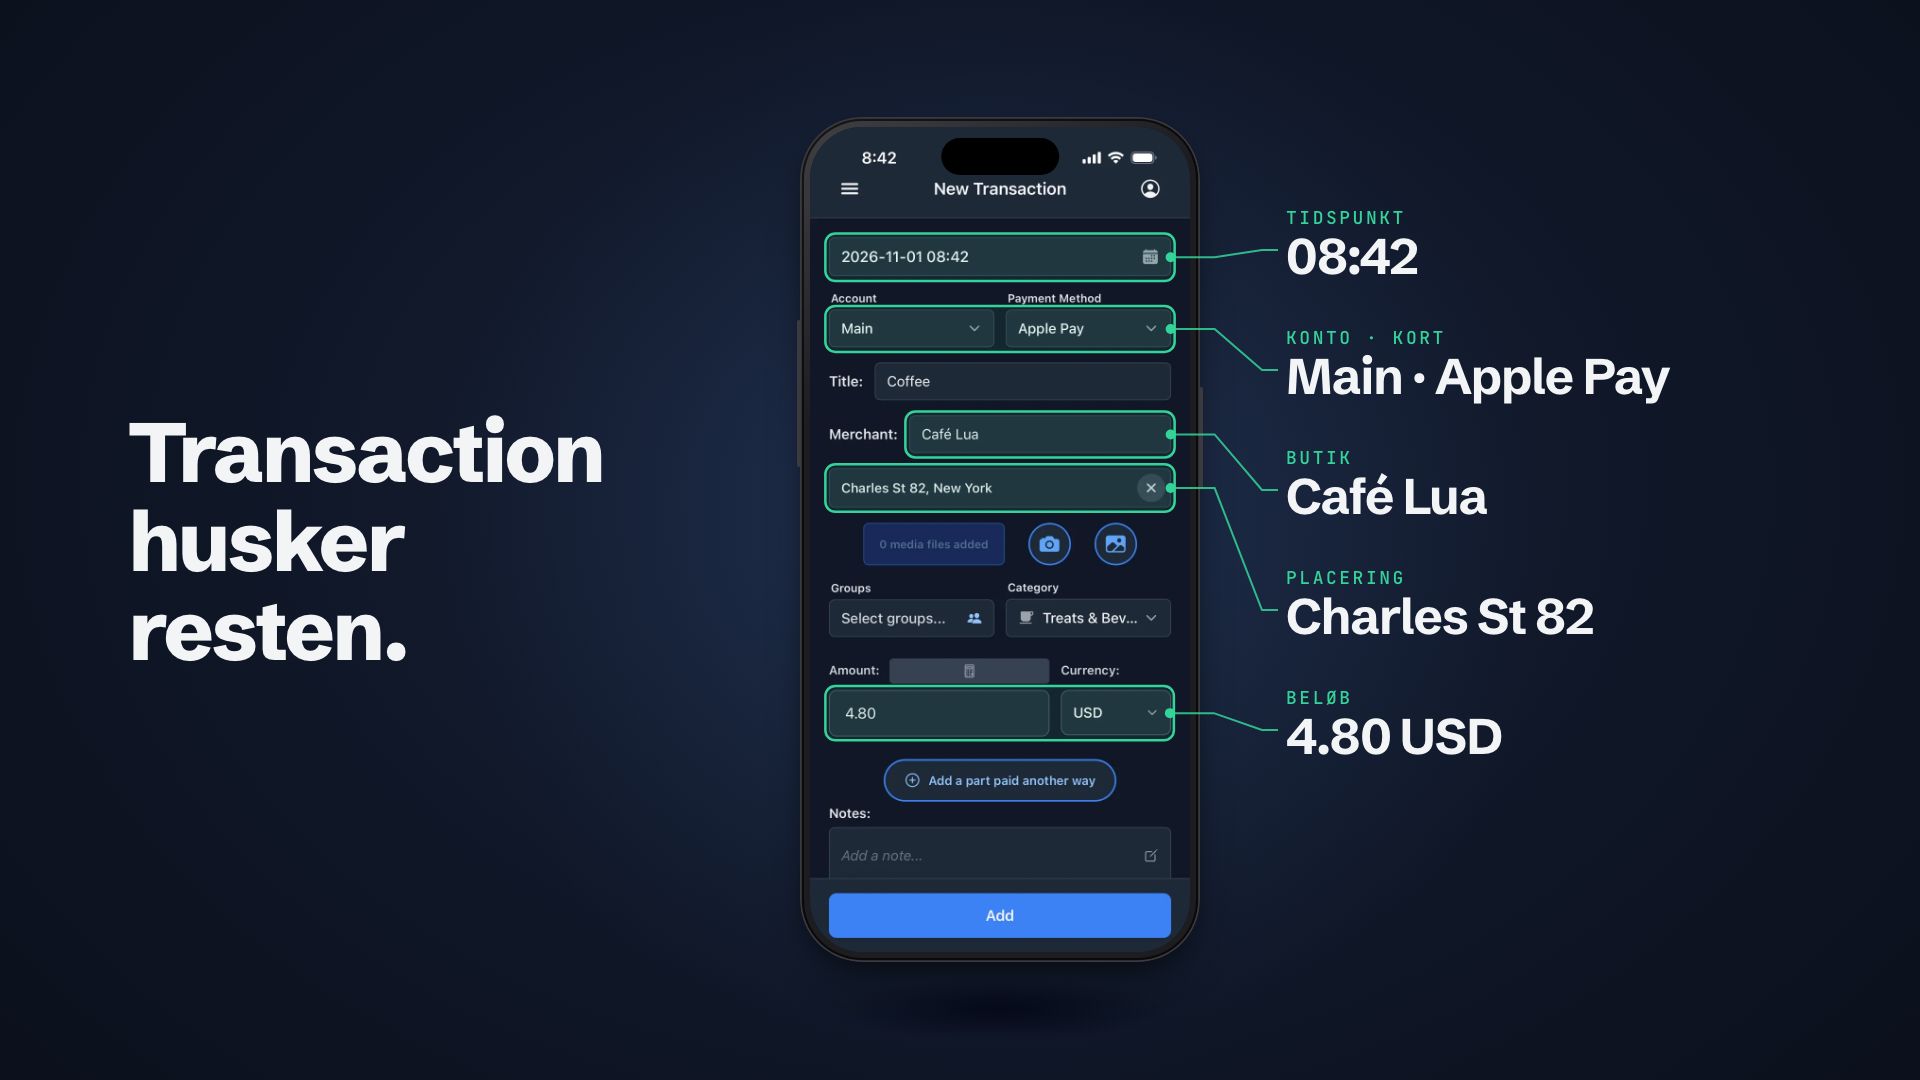 Transaction
husker
resten.
8:42
New Transaction
2026-11-01 08:42
Account
Payment Method
Main
Apple Pay
Title:
Coffee
Merchant:
Café Lua
Charles St 82, New York
0 media files added
Groups
Category
Select groups...
Treats & Bev...
Amount:
Currency:
4.80
USD
Add a part paid another way
Notes:
Add a note...
Add
TIDSPUNKT
08:42
KONTO · KORT
Main · Apple Pay
BUTIK
Café Lua
PLACERING
Charles St 82
BELØB
4.80 USD